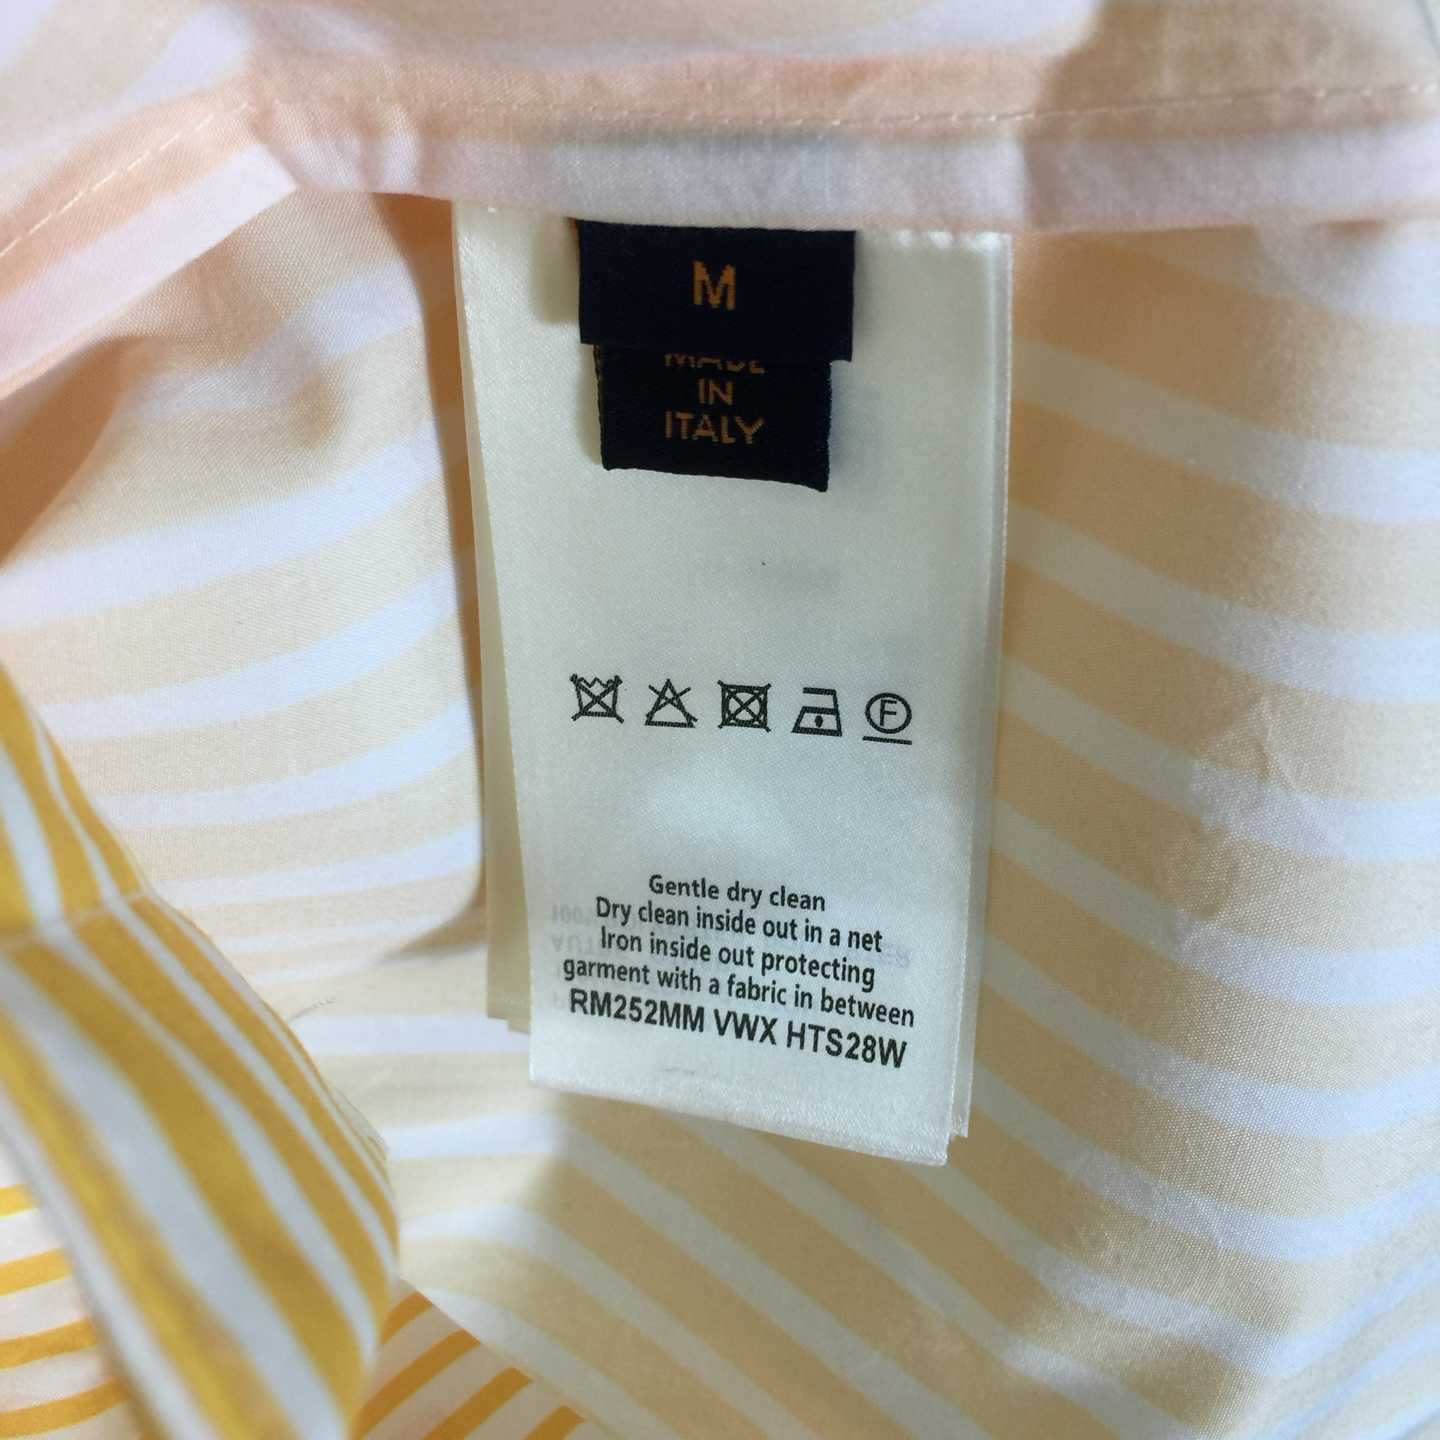 M
MADE
IN
ITALY
F
Gentle dry clean
Dry clean inside out in a net
Iron inside out protecting
garment with a fabric in between
RM252MM VWX HTS28W